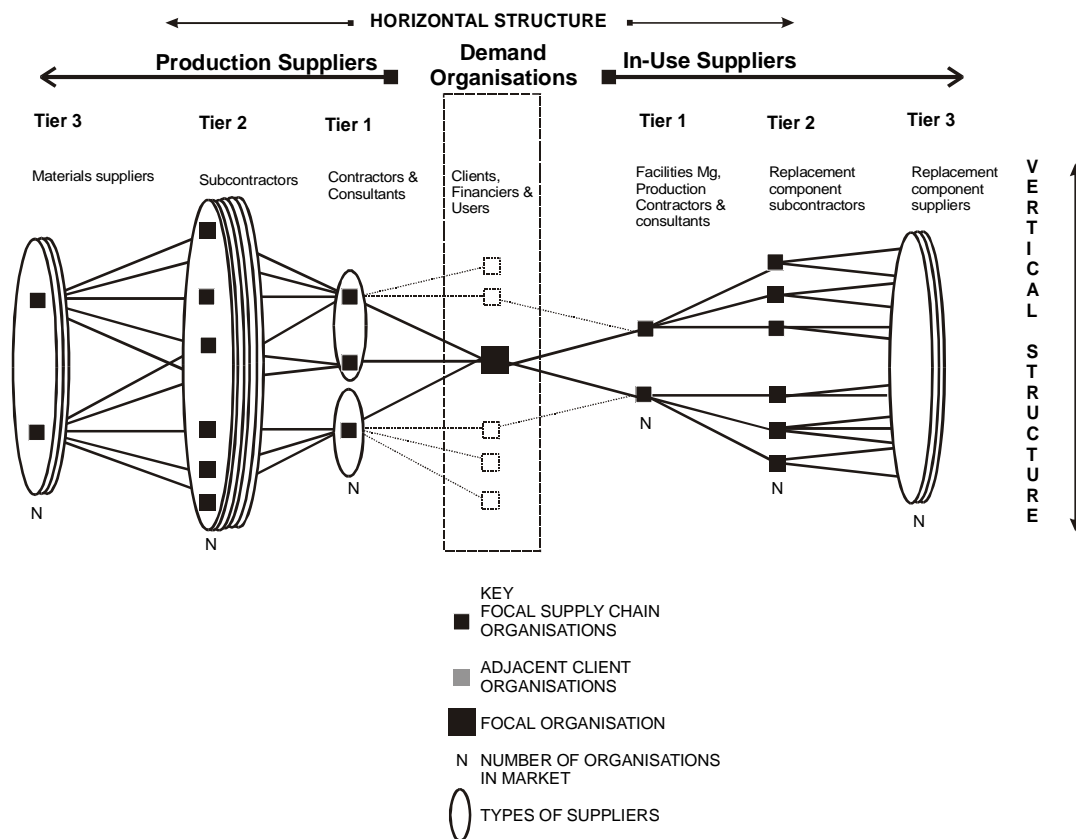 HORIZONTAL STRUCTURE
Production Suppliers
Demand
Organisations
In-Use Suppliers
Tier 3
Tier 2
Tier 1
Tier 1
Tier 2
Tier 3
Materials suppliers
Subcontractors
Contractors &
Consultants
Clients,
Financiers &
Users
Facilities Mg,
Production
Contractors &
consultants
Replacement
component
subcontractors
Replacement
component
suppliers
VERTICAL STRUCTURE
N
N
N
N
N
N
KEY
FOCAL SUPPLY CHAIN
ORGANISATIONS
ADJACENT CLIENT
ORGANISATIONS
FOCAL ORGANISATION
N NUMBER OF ORGANISATIONS
IN MARKET
TYPES OF SUPPLIERS